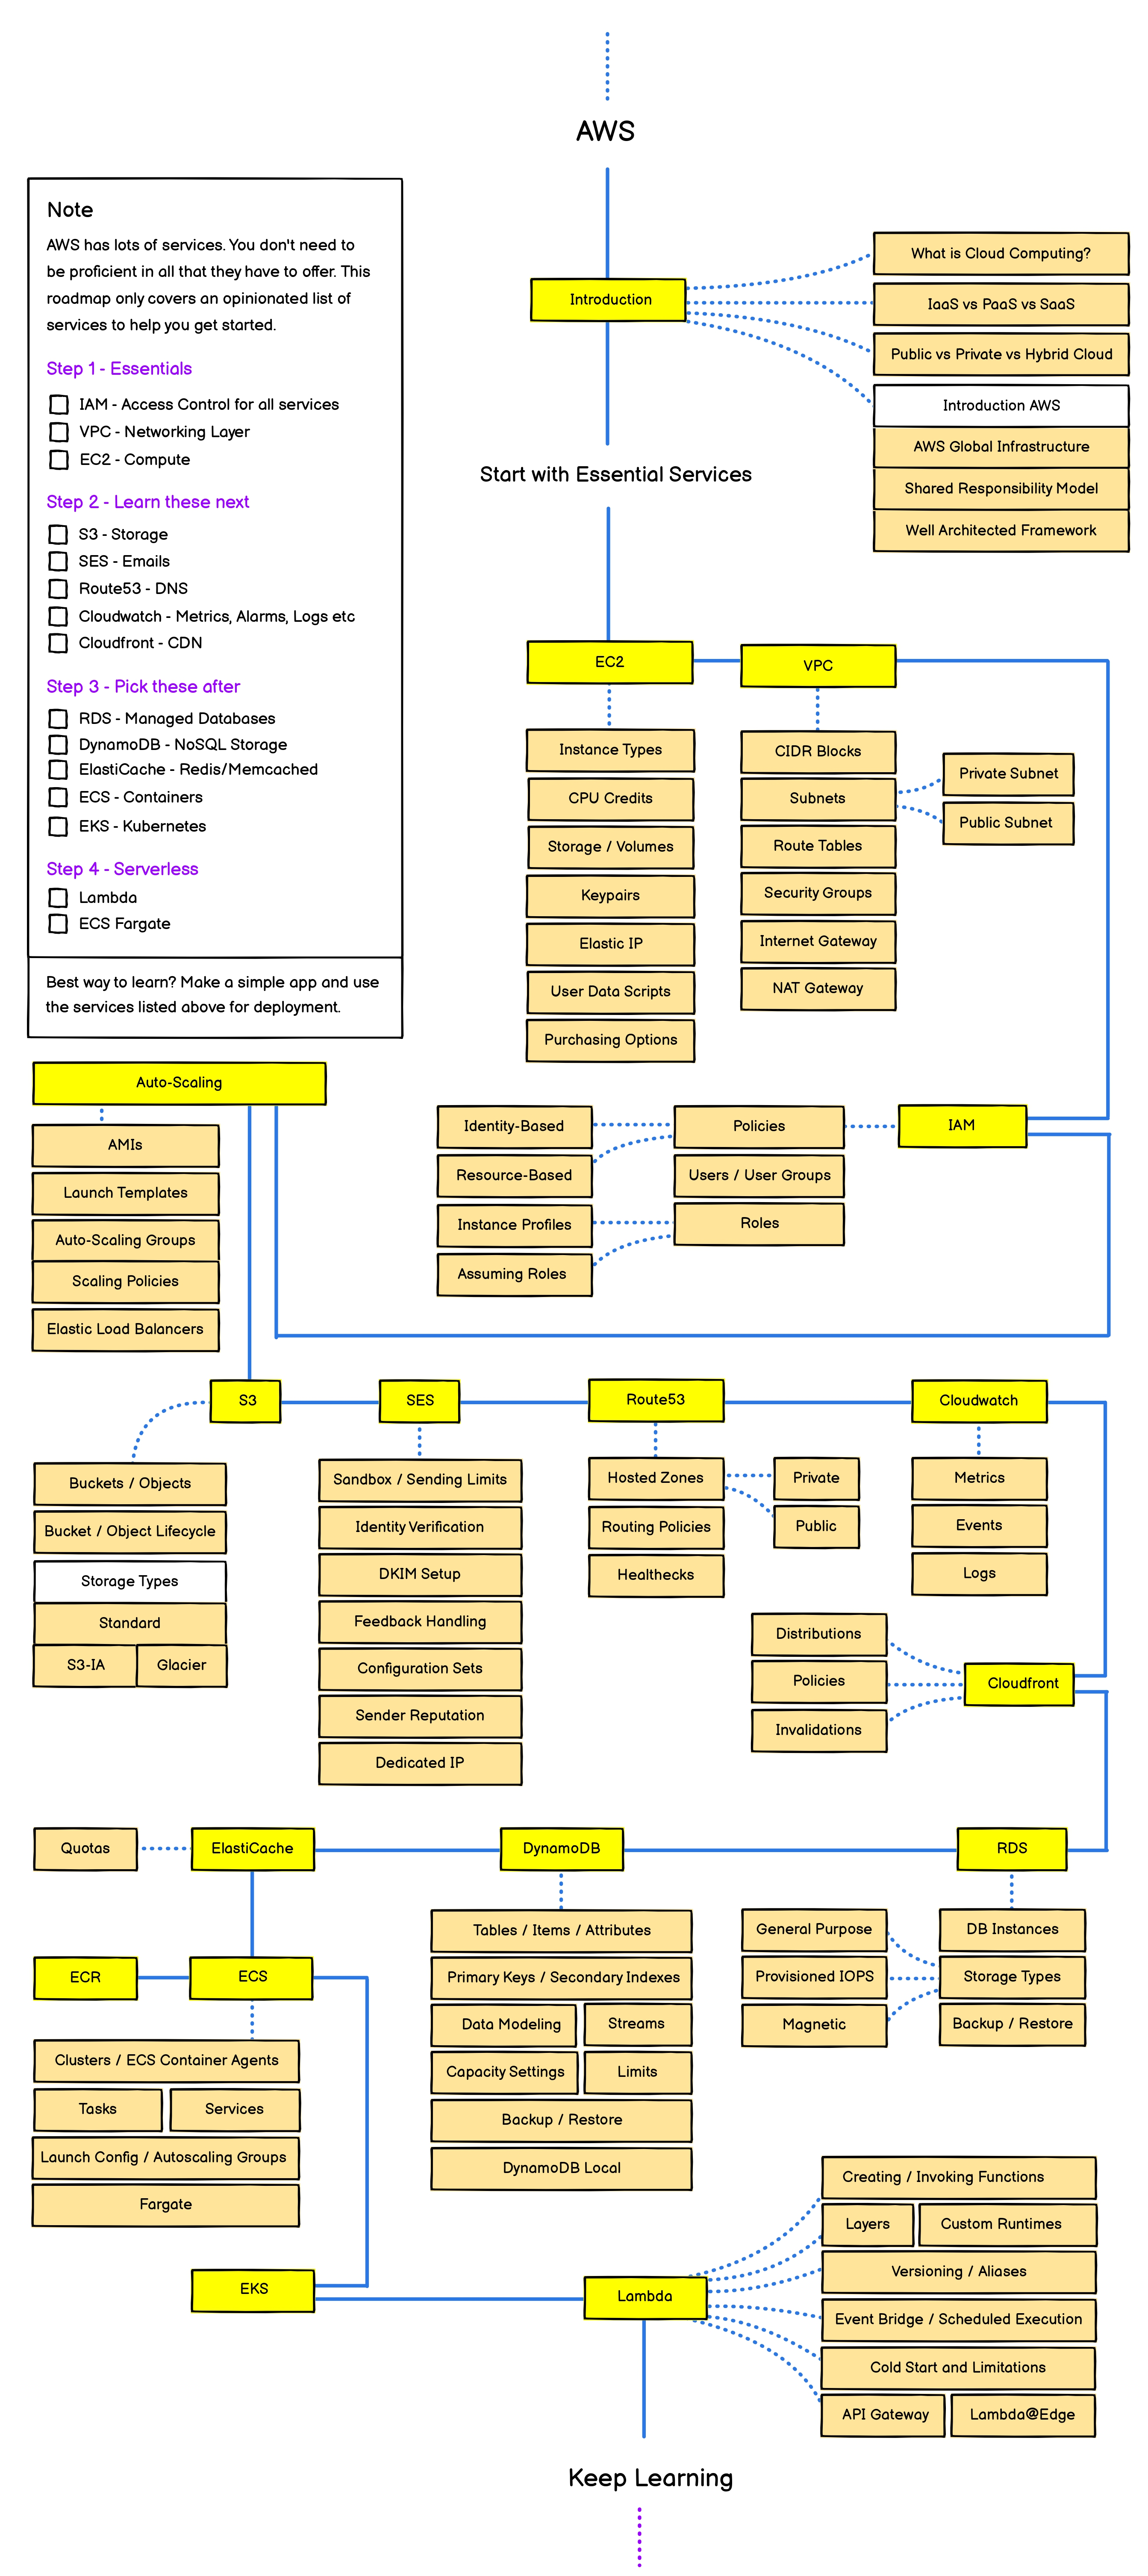 AWS
Note
AWS has lots of services. You don't need to
be proficient in all that they have to offer. This
roadmap only covers an opinionated list of
services to help you get started.
Step 1 - Essentials
IAM - Access Control for all services
VPC - Networking Layer
EC2 - Compute
Step 2 - Learn these next
S3 - Storage
SES - Emails
Route53 - DNS
Cloudwatch - Metrics, Alarms, Logs etc
Cloudfront - CDN
Step 3 - Pick these after
RDS - Managed Databases
DynamoDB - NoSQL Storage
ElastiCache - Redis/Memcached
ECS - Containers
EKS - Kubernetes
Step 4 - Serverless
Lambda
ECS Fargate
Best way to learn? Make a simple app and use
the services listed above for deployment.
Introduction
What is Cloud Computing?
IaaS vs PaaS vs SaaS
Public vs Private vs Hybrid Cloud
Introduction AWS
AWS Global Infrastructure
Shared Responsibility Model
Well Architected Framework
Start with Essential Services
EC2
Instance Types
CPU Credits
Storage / Volumes
Keypairs
Elastic IP
User Data Scripts
Purchasing Options
VPC
CIDR Blocks
Subnets
Private Subnet
Public Subnet
Route Tables
Security Groups
Internet Gateway
NAT Gateway
IAM
Policies
Identity-Based
Resource-Based
Users / User Groups
Roles
Instance Profiles
Assuming Roles
Auto-Scaling
AMIs
Launch Templates
Auto-Scaling Groups
Scaling Policies
Elastic Load Balancers
S3
Buckets / Objects
Bucket / Object Lifecycle
Storage Types
Standard
S3-IA
Glacier
SES
Sandbox / Sending Limits
Identity Verification
DKIM Setup
Feedback Handling
Configuration Sets
Sender Reputation
Dedicated IP
Route53
Hosted Zones
Private
Public
Routing Policies
Healthecks
Cloudwatch
Metrics
Events
Logs
Cloudfront
Distributions
Policies
Invalidations
RDS
DB Instances
Storage Types
General Purpose
Provisioned IOPS
Magnetic
Backup / Restore
DynamoDB
Tables / Items / Attributes
Primary Keys / Secondary Indexes
Data Modeling
Streams
Capacity Settings
Limits
Backup / Restore
DynamoDB Local
ElastiCache
Quotas
ECR
ECS
Clusters / ECS Container Agents
Tasks
Services
Launch Config / Autoscaling Groups
Fargate
EKS
Lambda
Creating / Invoking Functions
Layers
Custom Runtimes
Versioning / Aliases
Event Bridge / Scheduled Execution
Cold Start and Limitations
API Gateway
Lambda@Edge
Keep Learning